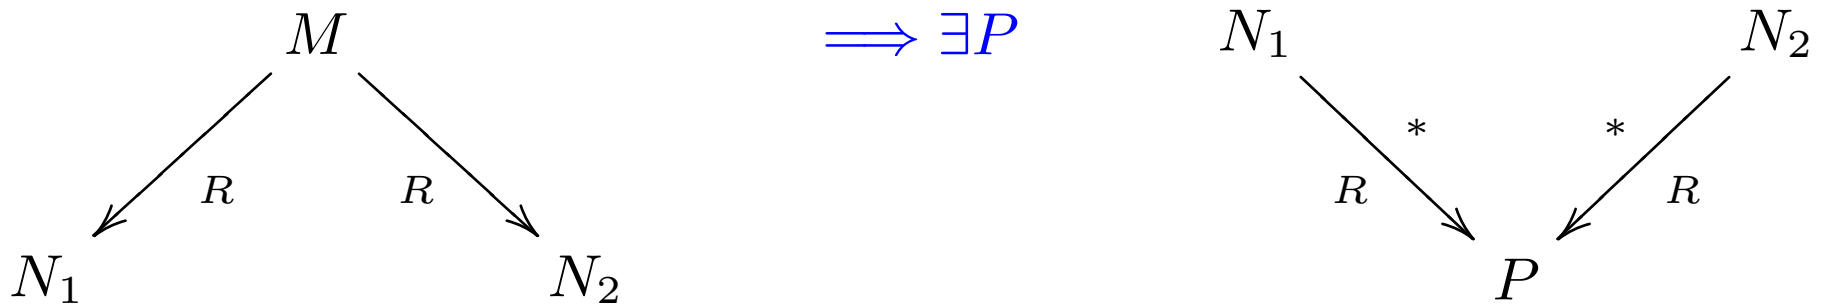 M ⟹ ∃P N₁ N₂
* *
R R R R
N₁ N₂ P